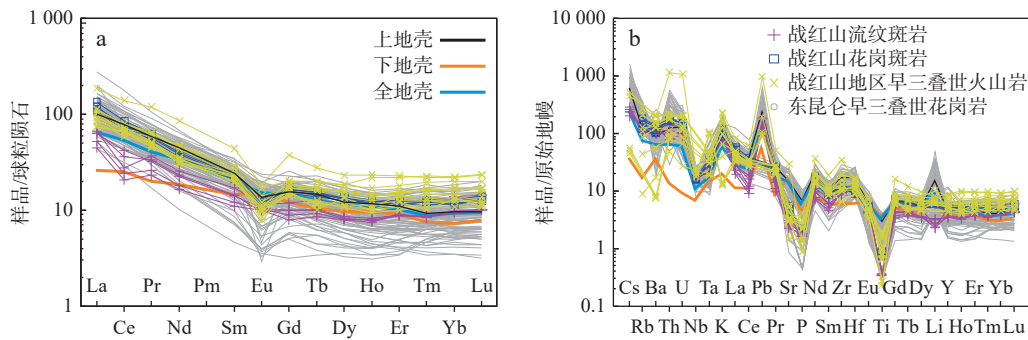 a
样品/球粒陨石
1 000
100
10
1
上地壳
下地壳
全地壳
La Pr Pm Eu Tb Ho Tm Lu
Ce Nd Sm Gd Dy Er Yb
b
样品/原始地幔
10 000
1 000
100
10
1
0.1
战红山流纹斑岩
战红山花岗斑岩
战红山地区早三叠世火山岩
东昆仑早三叠世花岗岩
Cs Ba U Ta La Pb Sr Nd Zr Eu Gd Dy Y Er Yb
Rb Th Nb K Ce Pr P Sm Hf Ti Tb Li Ho Tm Lu